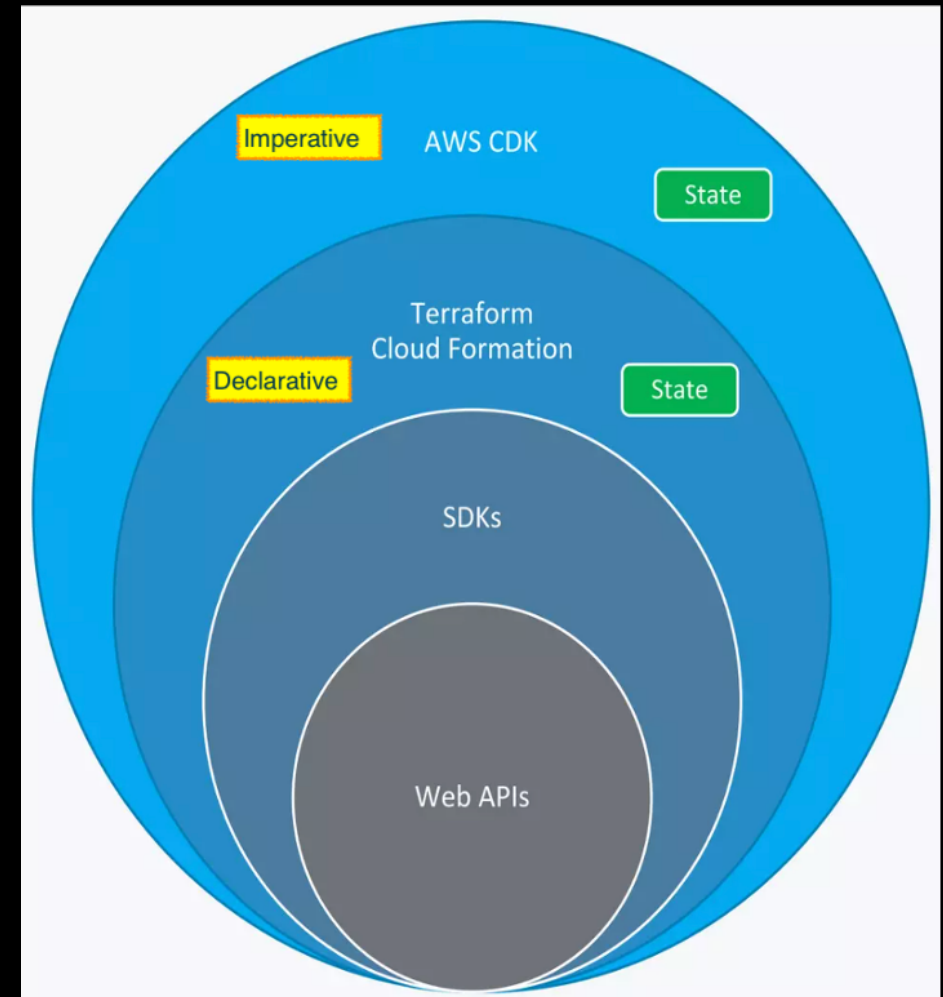 Imperative
AWS CDK
State
Terraform
Cloud Formation
Declarative
State
SDKs
Web APIs